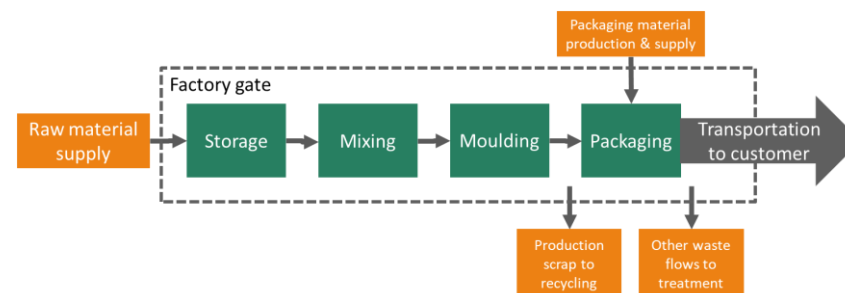 Packaging material
production & supply
Factory gate
Raw material
supply
Storage
Mixing
Moulding
Packaging
Transportation
to customer
Production
scrap to
recycling
Other waste
flows to
treatment